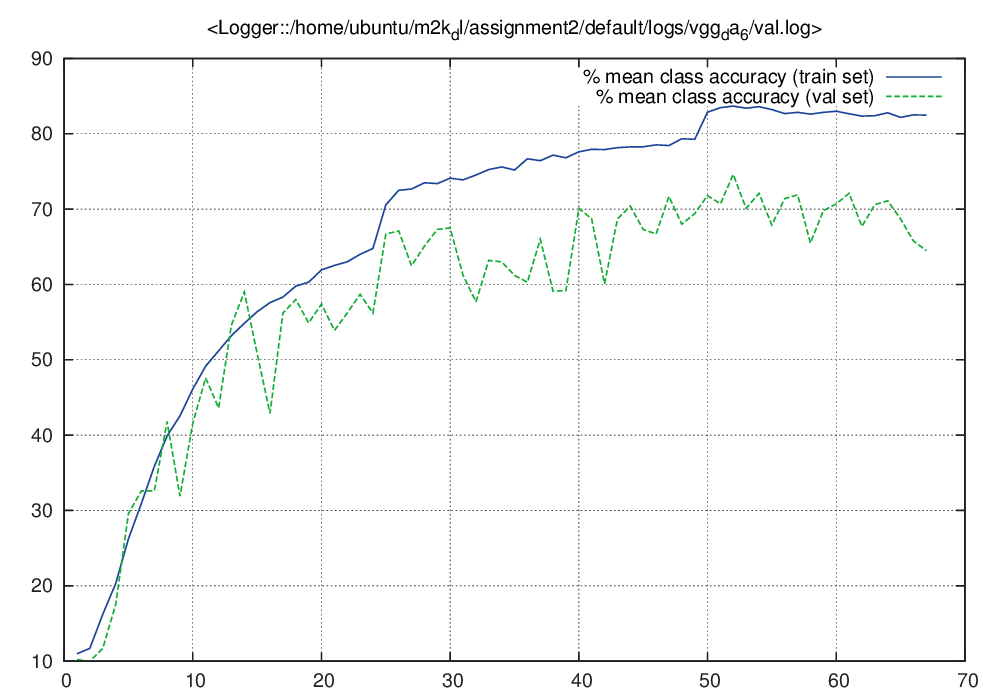 <Logger::/home/ubuntu/m2kdl/assignment2/default/logs/vggda6/val.log>
% mean class accuracy (train set)
% mean class accuracy (val set)
90
80
70
60
50
40
30
20
10
0 10 20 30 40 50 60 70